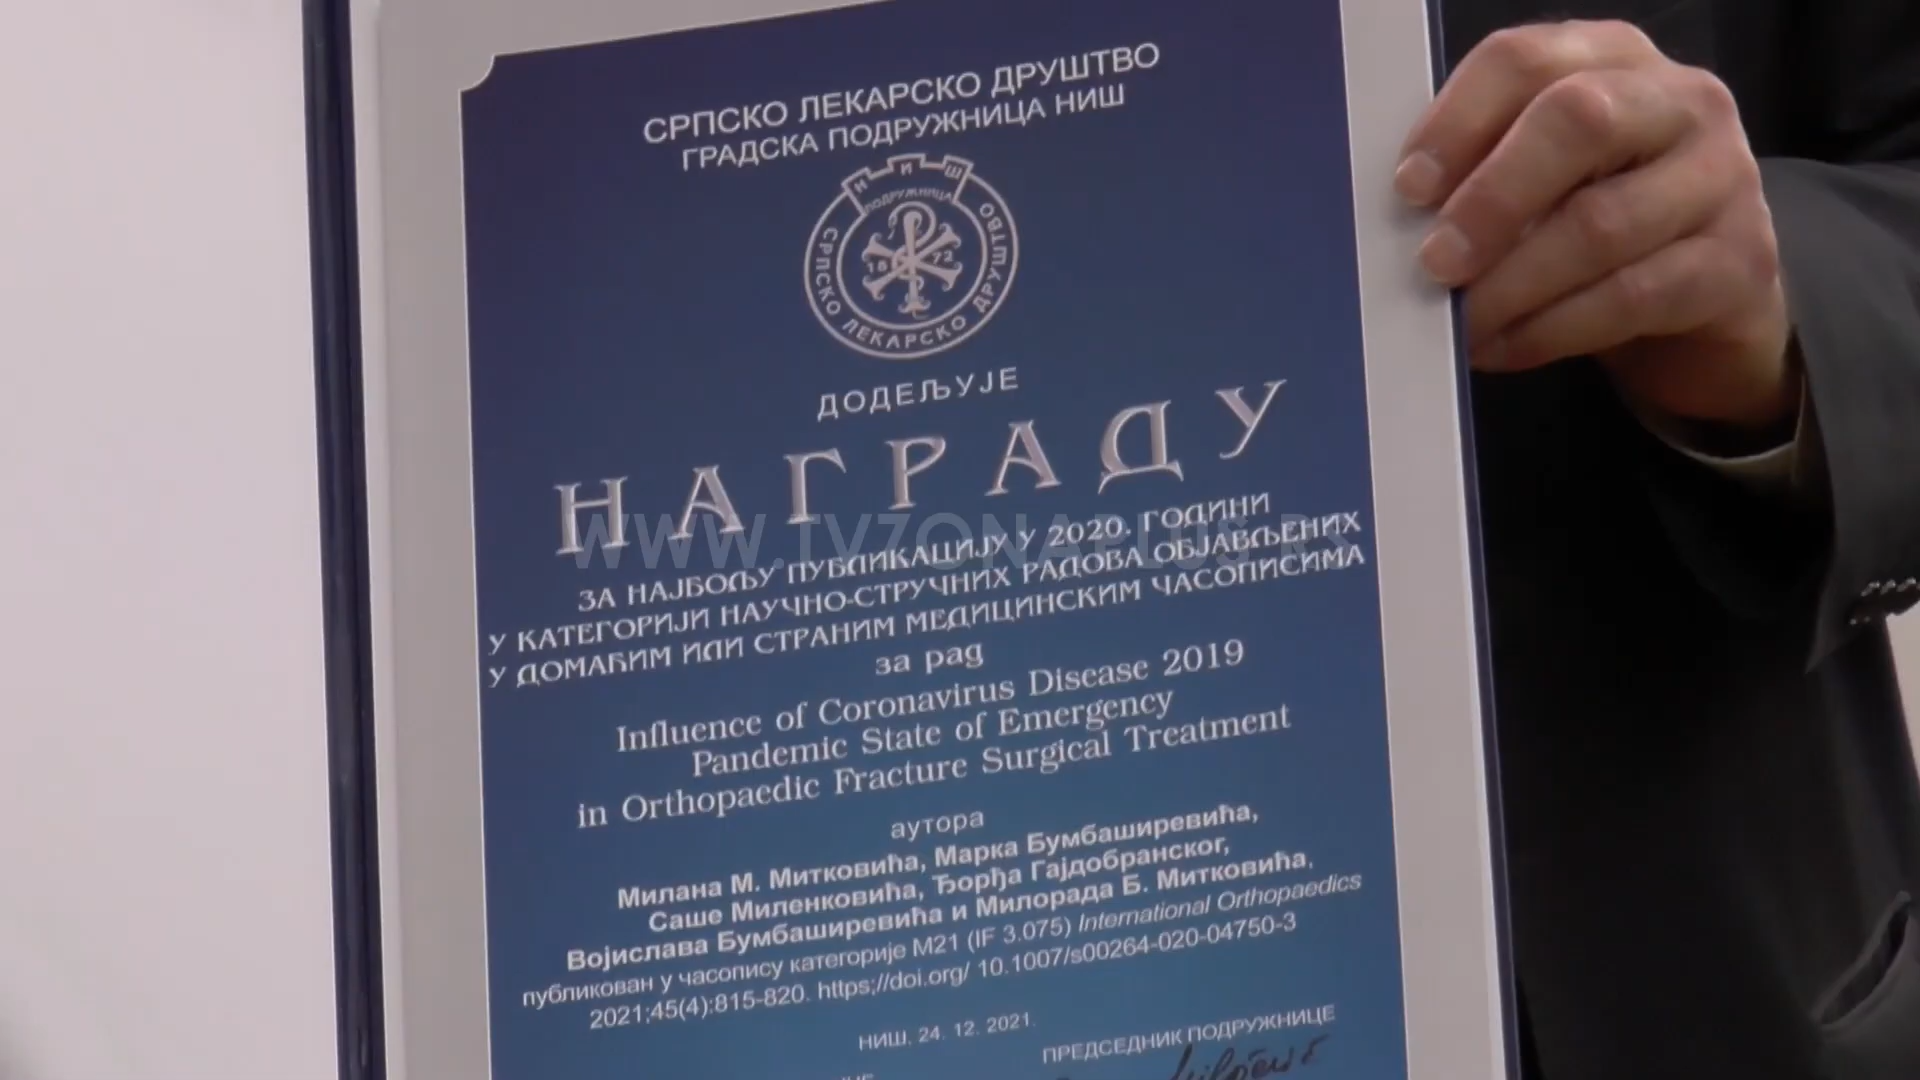 СРПСКО ЛЕКАРСКО ДРУШТВО
ГРАДСКА ПОДРУЖНИЦА НИШ
НИШ
ПОДРУЖНИЦА
СРПСКО ЛЕКАРСКО ДРУШТВО
1872
ДОДЕЉУЈЕ
НАГРАДУ
WWW.TVZONAPLUS.RS
ЗА НАЈБОЉУ ПУБЛИКАЦИЈУ У 2020. ГОДИНИ
У КАТЕГОРИЈИ НАУЧНО-СТРУЧНИХ РАДОВА ОБЈАВЉЕНИХ
У ДОМАЋИМ ИЛИ СТРАНИМ МЕДИЦИНСКИМ ЧАСОПИСИМА
за рад
Influence of Coronavirus Disease 2019
Pandemic State of Emergency
in Orthopaedic Fracture Surgical Treatment
аутора
Милана М. Митковића, Марка Бумбаширевића,
Саше Миленковића, Ђорђа Гајдобранског,
Војислава Бумбаширевића и Милорада Б. Митковића,
публикован у часопису категорије М21 (IF 3.075) International Orthopaedics
2021;45(4):815-820. https;//doi.org/ 10.1007/s00264-020-04750-3
НИШ, 24. 12. 2021.
ПРЕДСЕДНИК ПОДРУЖНИЦЕ